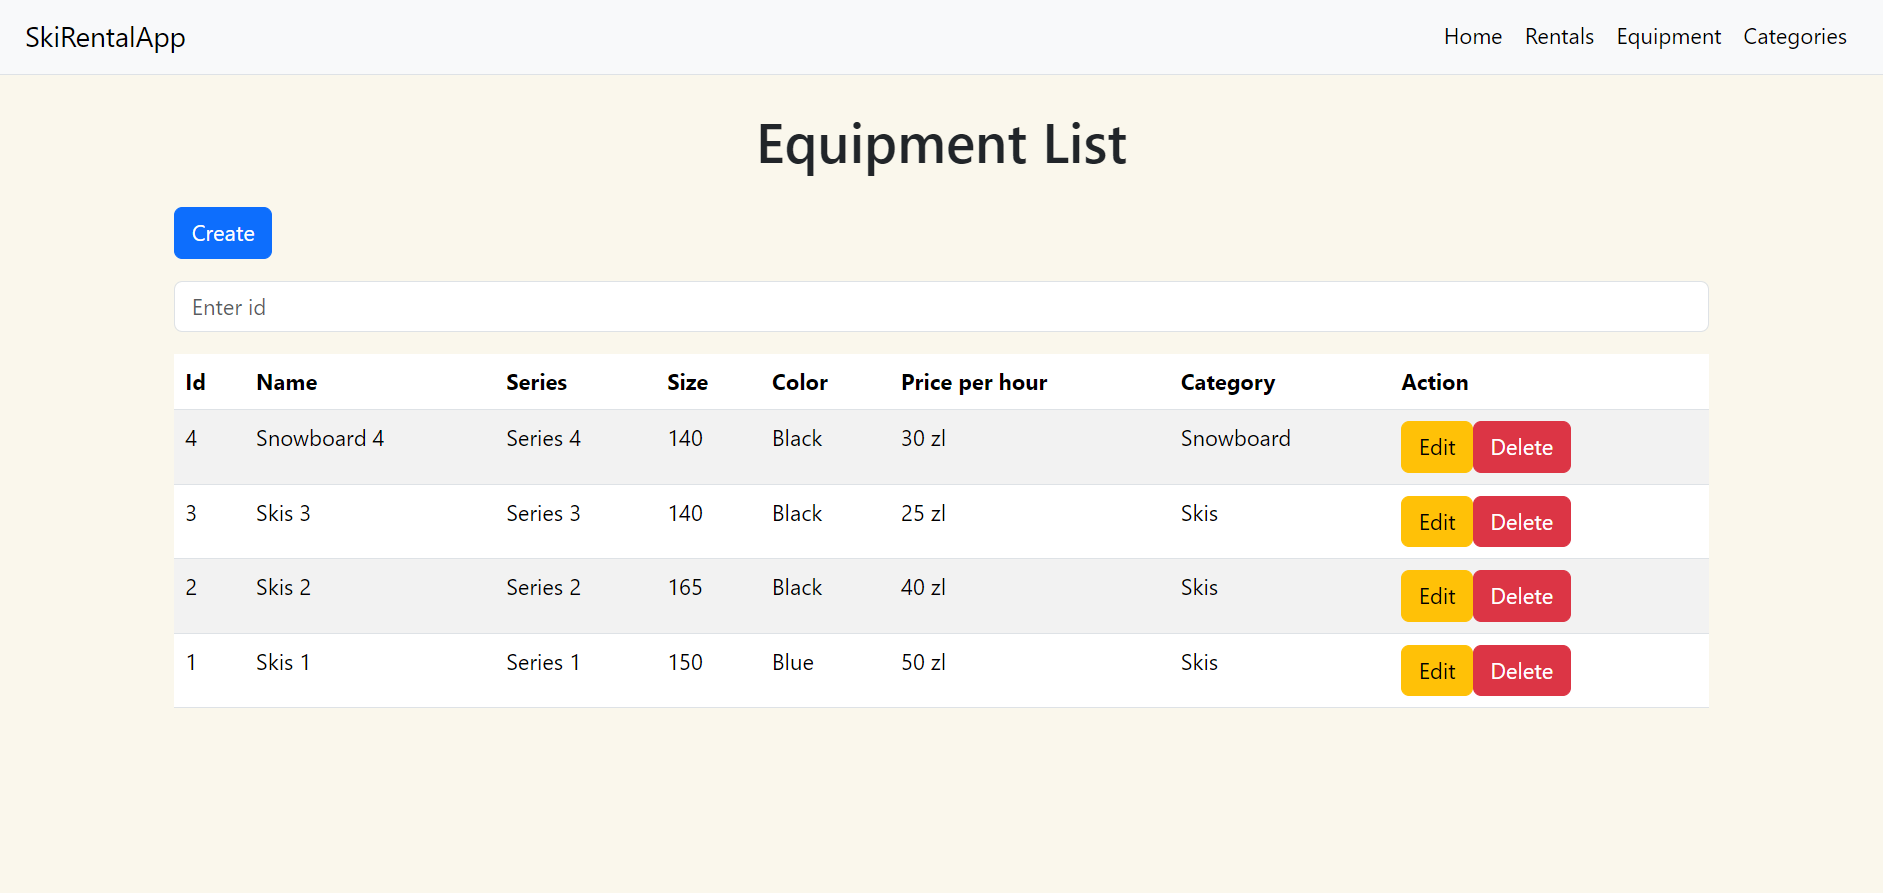 SkiRentalApp Home Rentals Equipment Categories
Equipment List
Create
Enter id
Id Name Series Size Color Price per hour Category Action
4 Snowboard 4 Series 4 140 Black 30 zl Snowboard Edit Delete
3 Skis 3 Series 3 140 Black 25 zl Skis Edit Delete
2 Skis 2 Series 2 165 Black 40 zl Skis Edit Delete
1 Skis 1 Series 1 150 Blue 50 zl Skis Edit Delete